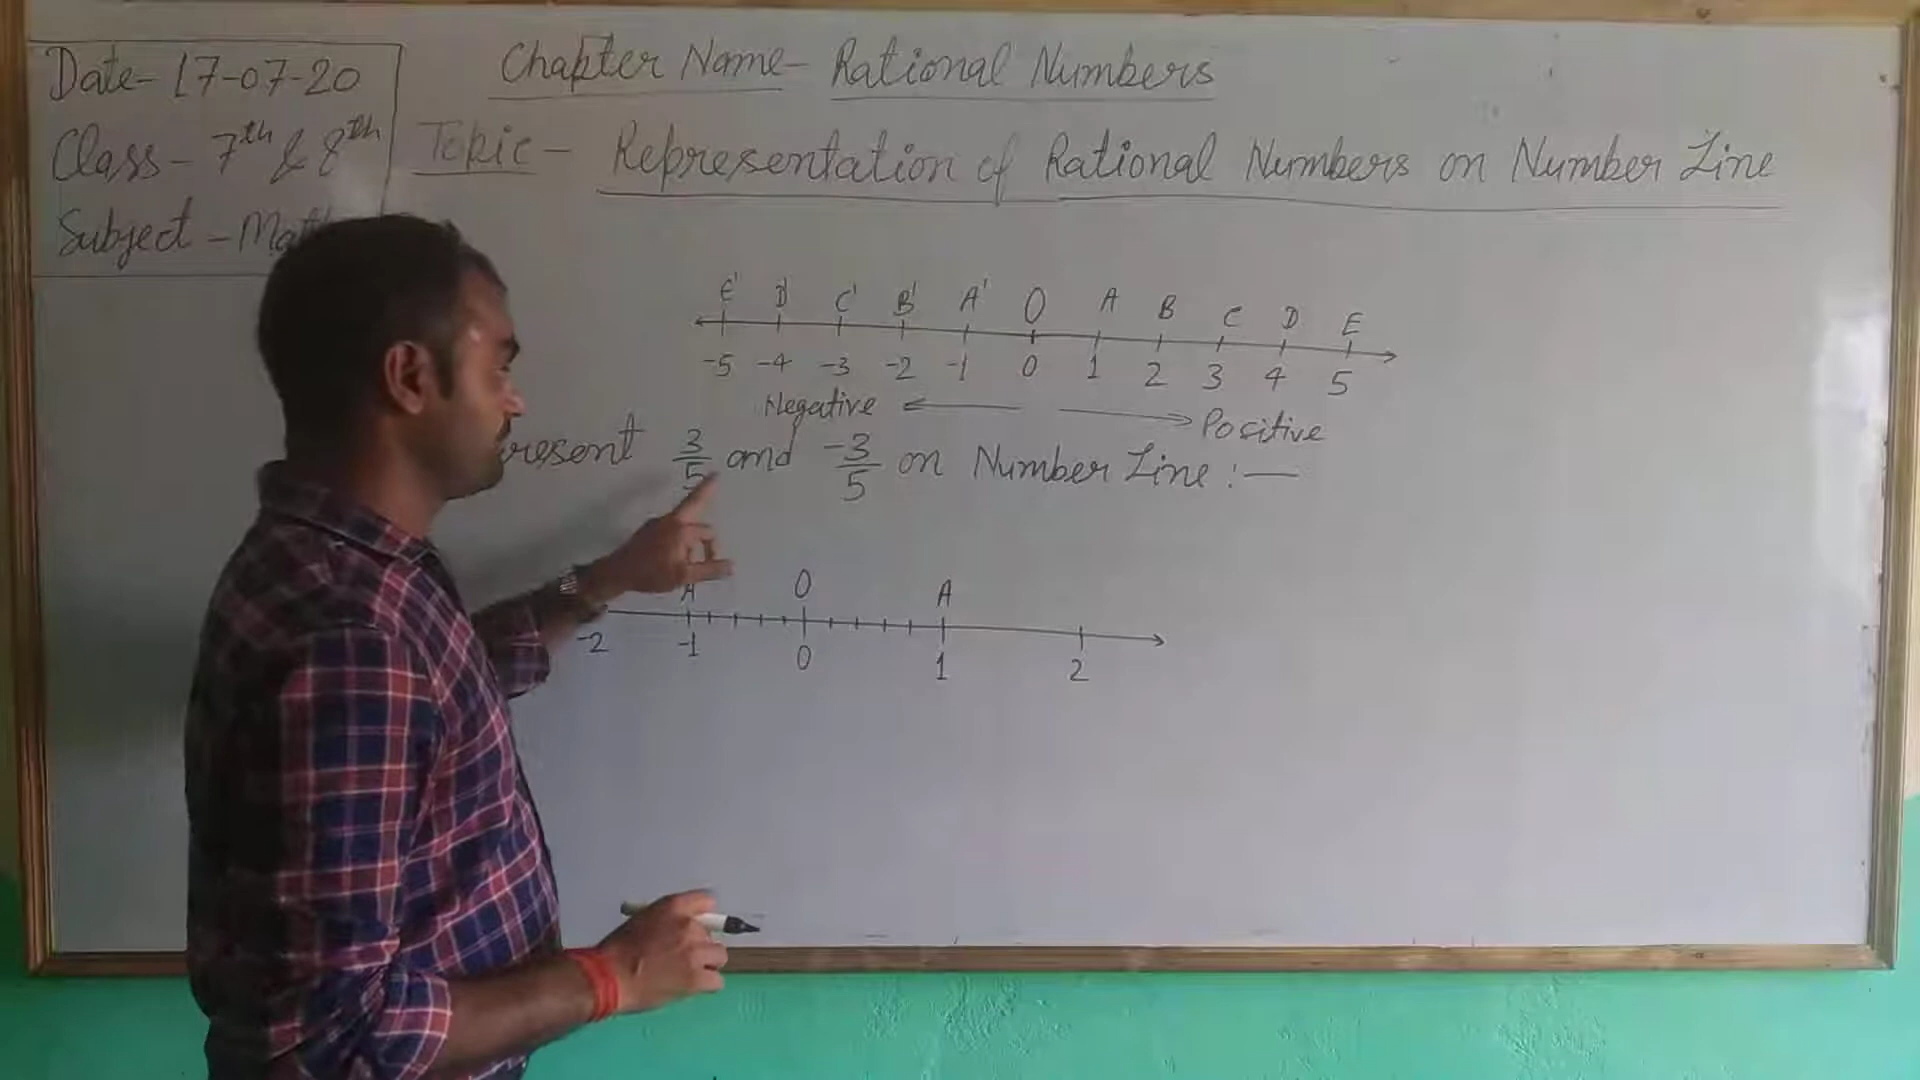 Date- 17-07-20
Chapter Name- Rational Numbers
Class- 7th & 8th
Topic- Representation of Rational Numbers on Number Line
Subject -
E' D' C' B' A' O A B C D E
-5 -4 -3 -2 -1 0 1 2 3 4 5
Negative Positive
3/5 and -3/5 on Number Line :—
A O A
-2 -1 0 1 2